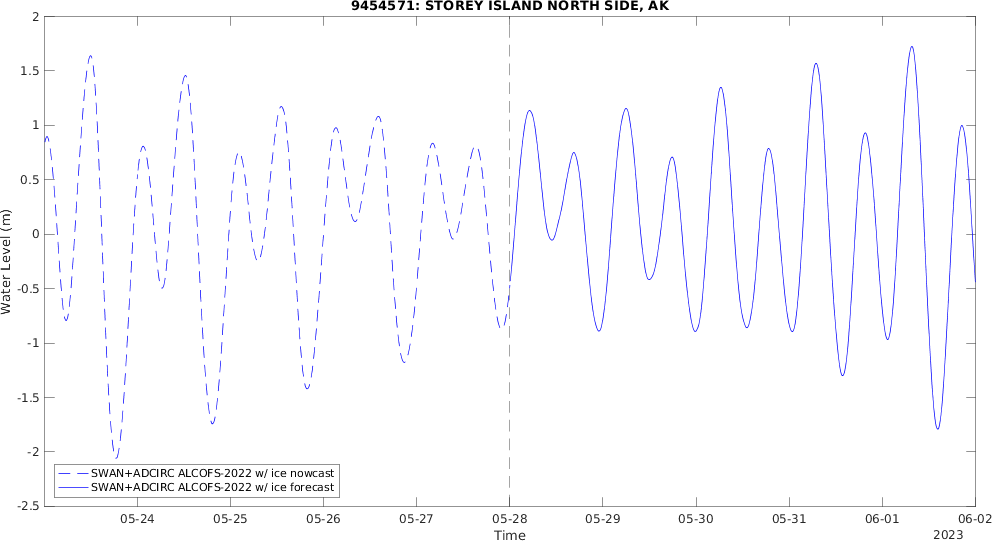 9454571: STOREY ISLAND NORTH SIDE, AK
2
1.5
1
0.5
0
-0.5
-1
-1.5
-2
-2.5
Water Level (m)
SWAN+ADCIRC ALCOFS-2022 w/ ice nowcast
SWAN+ADCIRC ALCOFS-2022 w/ ice forecast
05-24 05-25 05-26 05-27 05-28 05-29 05-30 05-31 06-01 06-02
Time
2023